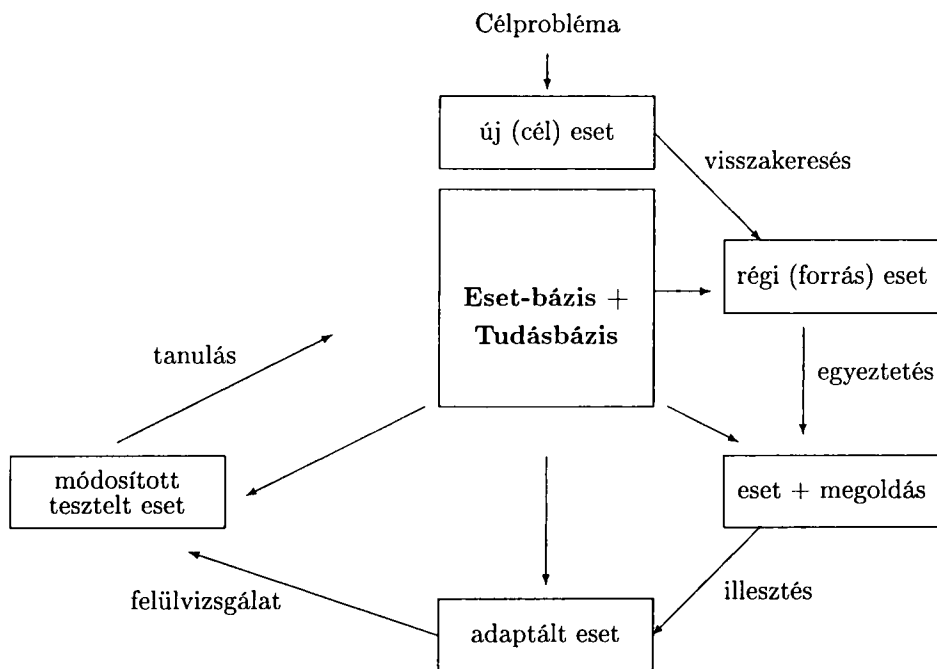 Célprobléma
új (cél) eset
visszakeresés
régi (forrás) eset
Eset-bázis +
Tudásbázis
tanulás
egyeztetés
módosított
tesztelt eset
eset + megoldás
felülvizsgálat
illesztés
adaptált eset